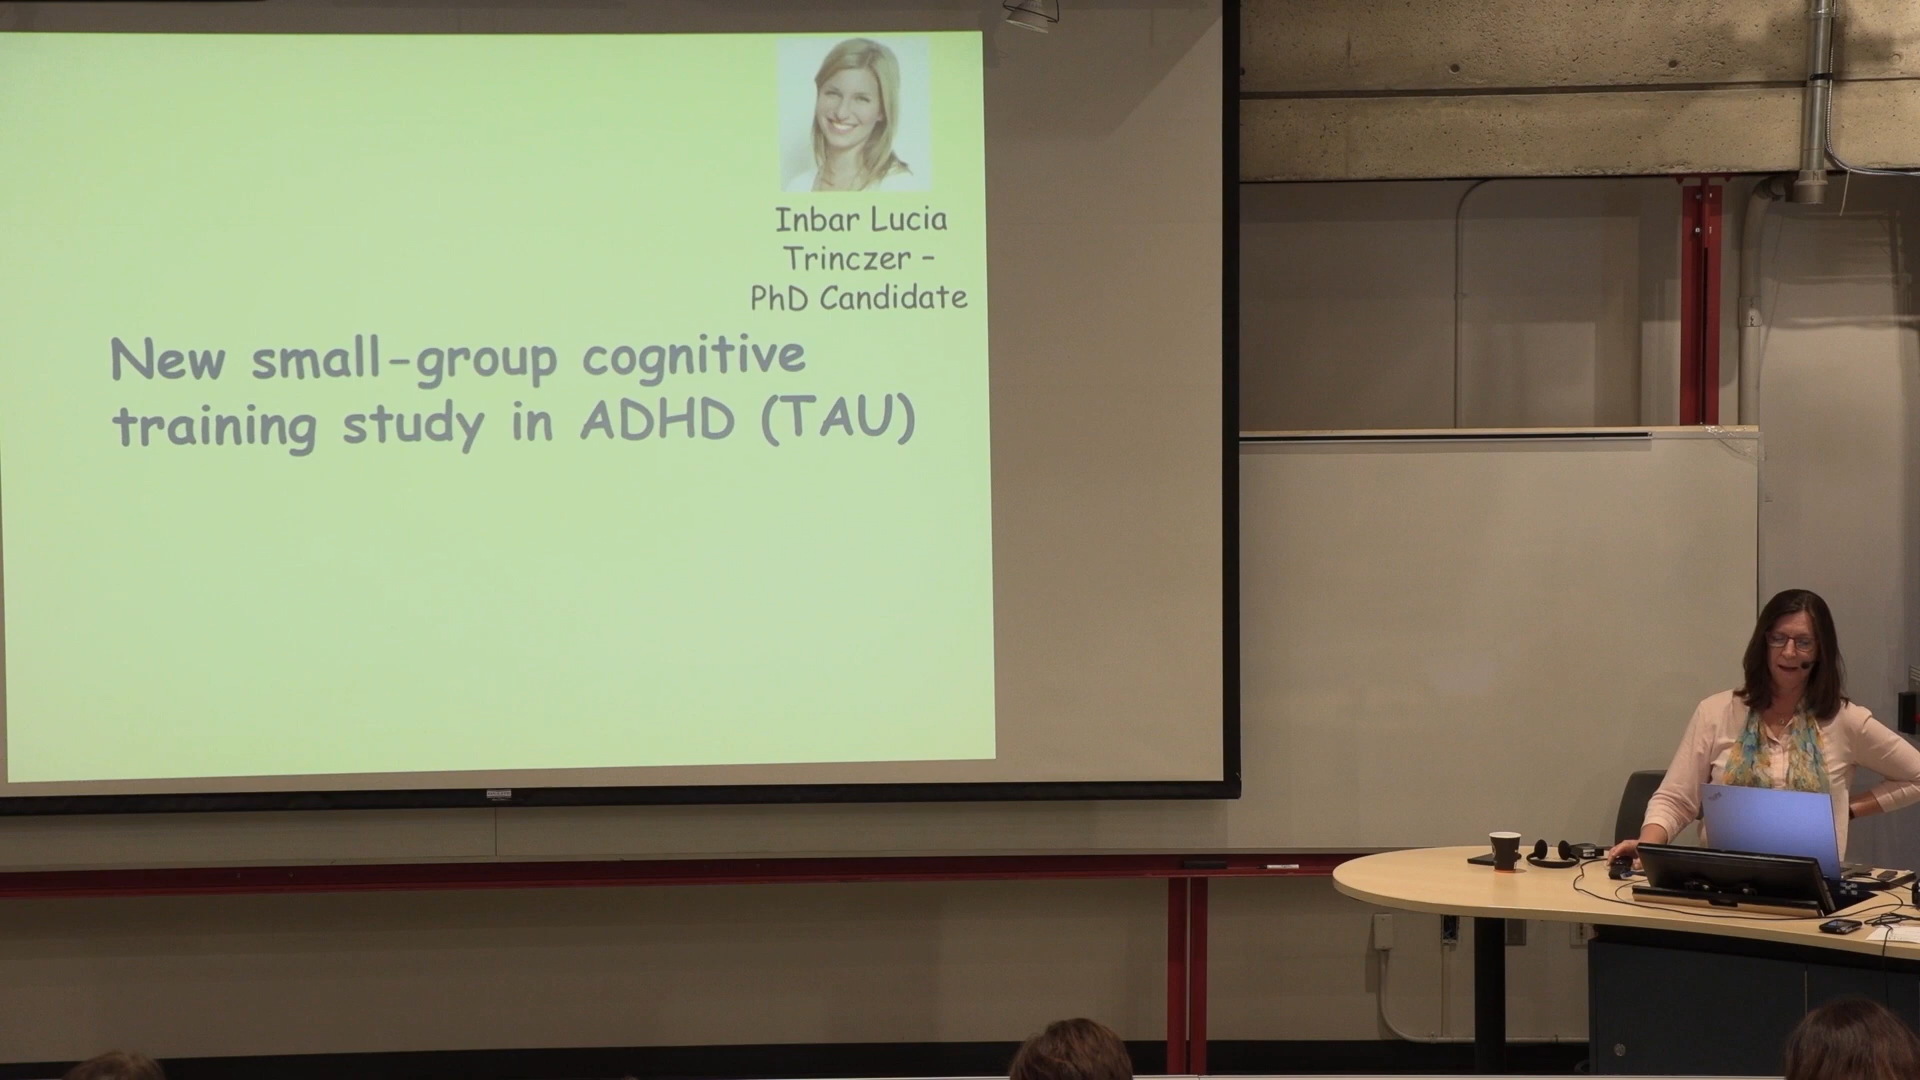 Inbar Lucia
Trinczer –
PhD Candidate
New small-group cognitive
training study in ADHD (TAU)